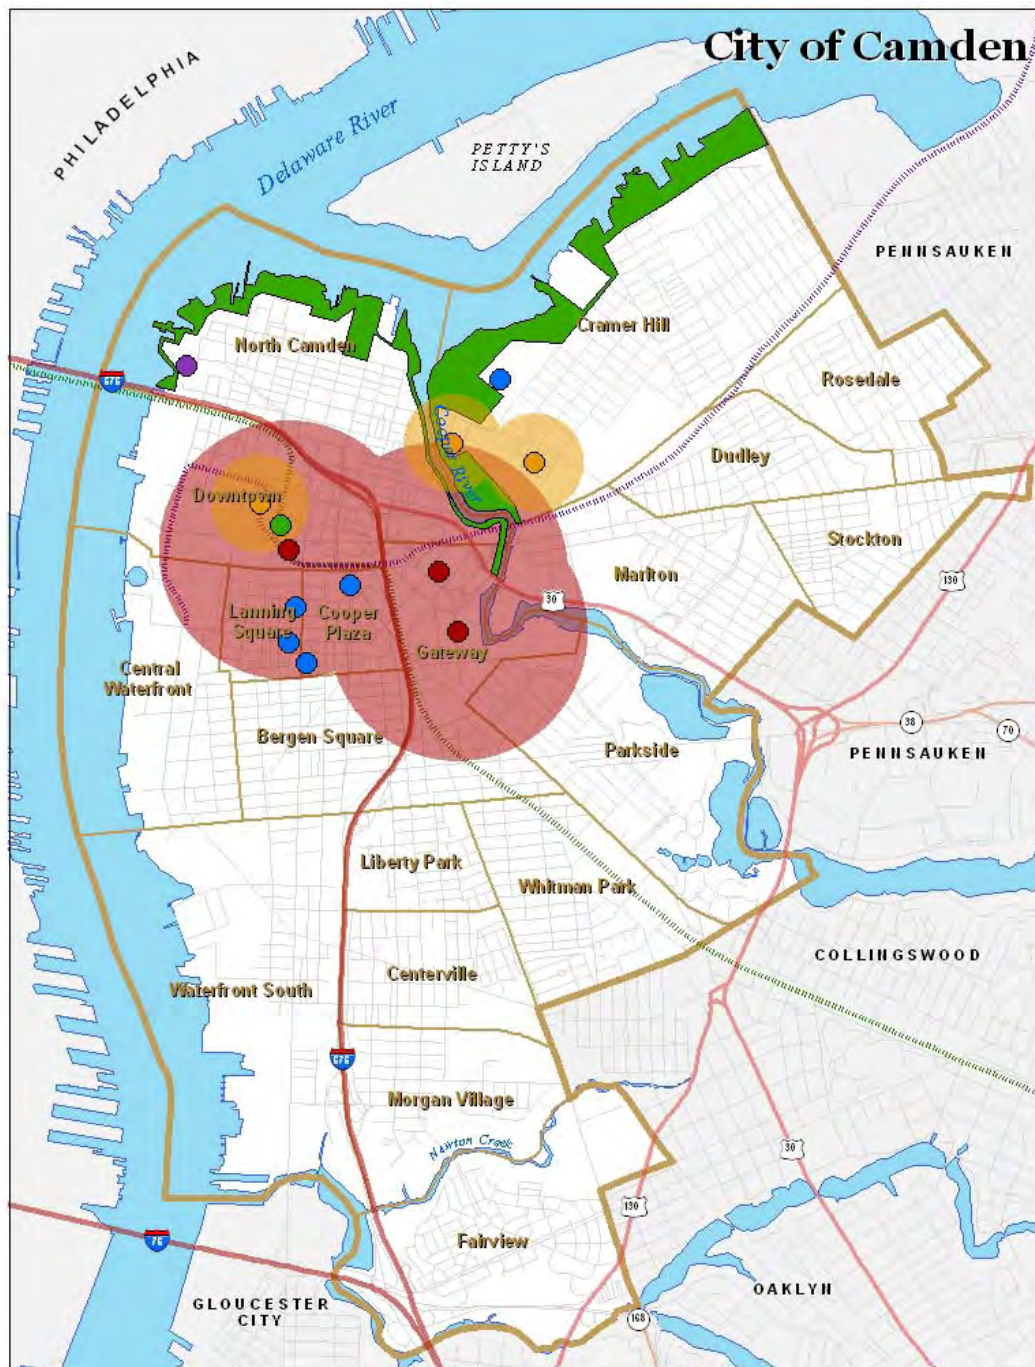 City of Camden
PHILADELPHIA
Delaware River
PETTY'S
ISLAND
PENNSAUKEN
North Camden
Cramer Hill
676
Rosedale
Cooper River
Dudley
Downtown
Stockton
Marlton
130
30
Lanning
Square
Cooper
Plaza
Gateway
Central
Waterfront
Bergen Square
Parkside
38
70
PENNSAUKEN
Liberty Park
Whitman Park
COLLINGSWOOD
Centerville
Waterfront South
676
Morgan Village
Newton Creek
30
130
76
Fairview
GLOUCESTER
CITY
OAKLYN
168